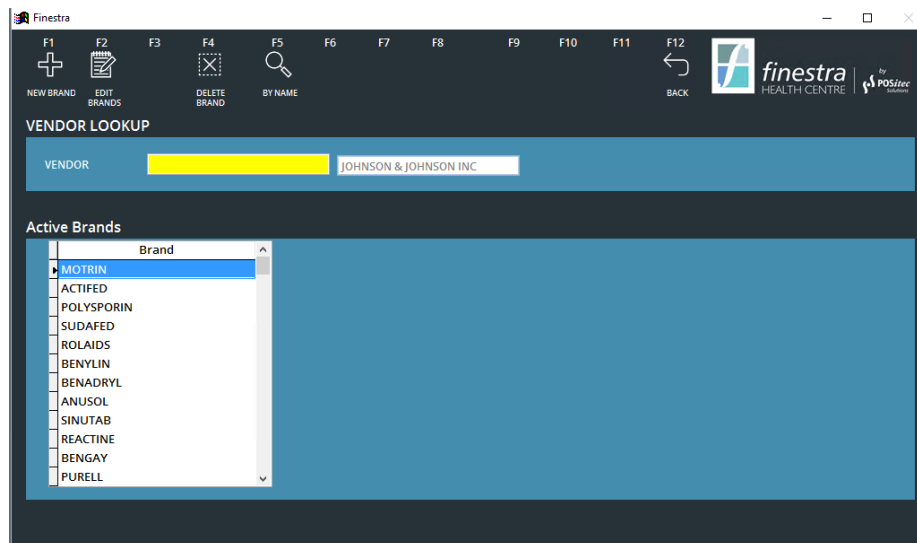 Finestra
F1 F2 F3 F4 F5 F6 F7 F8 F9 F10 F11 F12
NEW BRAND EDIT BRANDS DELETE BRAND BY NAME BACK
finestra
HEALTH CENTRE
by
POSitec
Solutions
VENDOR LOOKUP
VENDOR JOHNSON & JOHNSON INC
Active Brands
Brand
MOTRIN
ACTIFED
POLYSPORIN
SUDAFED
ROLAIDS
BENYLIN
BENADRYL
ANUSOL
SINUTAB
REACTINE
BENGAY
PURELL